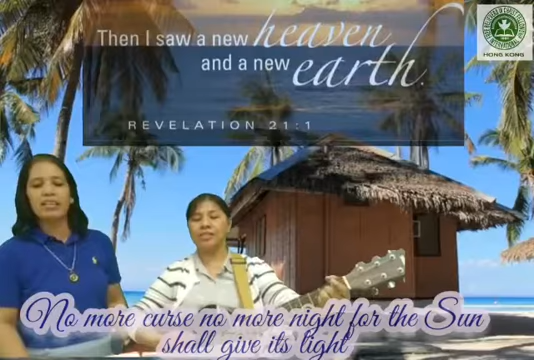 Then I saw a new heaven
and a new earth.
REVELATION 21:1
HONG KONG
No more curse no more night for the Sun
shall give its light